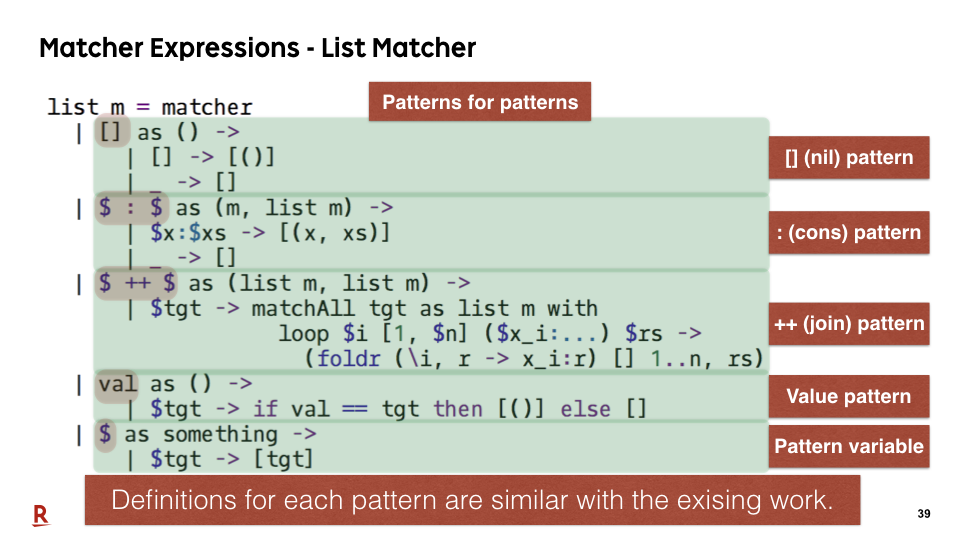 Matcher Expressions - List Matcher
Patterns for patterns
list m = matcher
| [] as () ->
| [] -> [()]
| _ -> []
[] (nil) pattern
| $ : $ as (m, list m) ->
| $x:$xs -> [(x, xs)]
| _ -> []
: (cons) pattern
| $ ++ $ as (list m, list m) ->
| $tgt -> matchAll tgt as list m with
loop $i [1, $n] ($x_i:...) $rs ->
(foldr (\i, r -> x_i:r) [] 1..n, rs)
++ (join) pattern
| val as () ->
| $tgt -> if val == tgt then [()] else []
Value pattern
| $ as something ->
| $tgt -> [tgt]
Pattern variable
Definitions for each pattern are similar with the exising work.
R
39